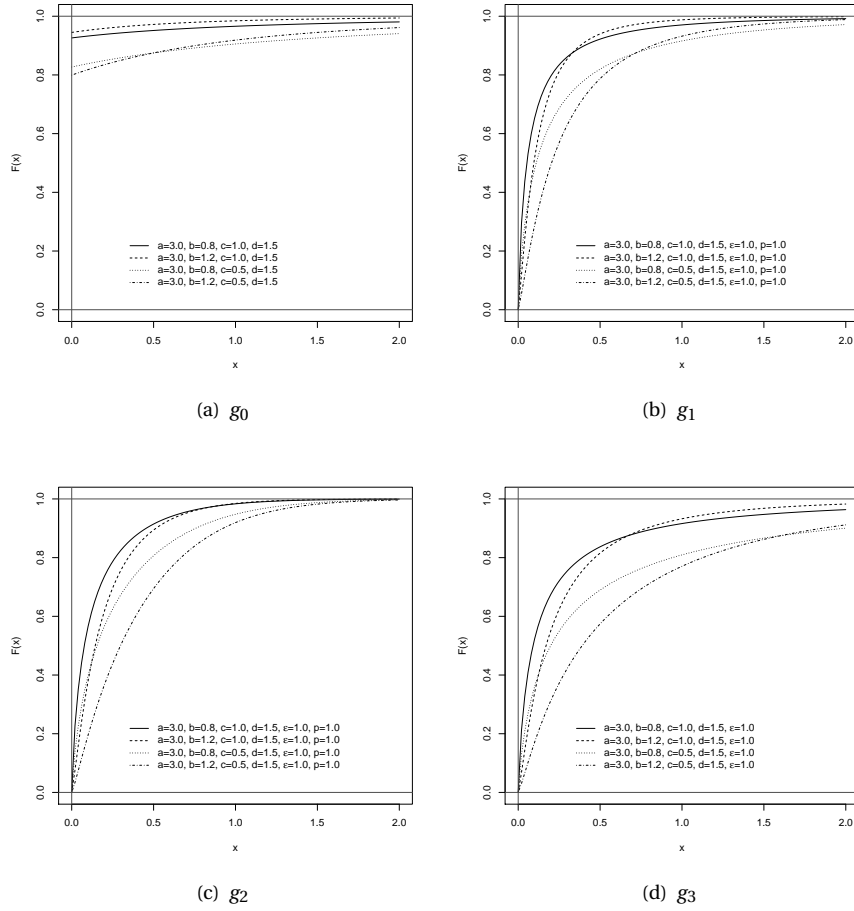 1.0
0.8
0.6
0.4
0.2
0.0
F(x)
a=3.0, b=0.8, c=1.0, d=1.5
a=3.0, b=1.2, c=1.0, d=1.5
a=3.0, b=0.8, c=0.5, d=1.5
a=3.0, b=1.2, c=0.5, d=1.5
0.0 0.5 1.0 1.5 2.0
x
(a) g0
1.0
0.8
0.6
0.4
0.2
0.0
F(x)
a=3.0, b=0.8, c=1.0, d=1.5, ε=1.0, p=1.0
a=3.0, b=1.2, c=1.0, d=1.5, ε=1.0, p=1.0
a=3.0, b=0.8, c=0.5, d=1.5, ε=1.0, p=1.0
a=3.0, b=1.2, c=0.5, d=1.5, ε=1.0, p=1.0
0.0 0.5 1.0 1.5 2.0
x
(b) g1
1.0
0.8
0.6
0.4
0.2
0.0
F(x)
a=3.0, b=0.8, c=1.0, d=1.5, ε=1.0, p=1.0
a=3.0, b=1.2, c=1.0, d=1.5, ε=1.0, p=1.0
a=3.0, b=0.8, c=0.5, d=1.5, ε=1.0, p=1.0
a=3.0, b=1.2, c=0.5, d=1.5, ε=1.0, p=1.0
0.0 0.5 1.0 1.5 2.0
x
(c) g2
1.0
0.8
0.6
0.4
0.2
0.0
F(x)
a=3.0, b=0.8, c=1.0, d=1.5, ε=1.0
a=3.0, b=1.2, c=1.0, d=1.5, ε=1.0
a=3.0, b=0.8, c=0.5, d=1.5, ε=1.0
a=3.0, b=1.2, c=0.5, d=1.5, ε=1.0
0.0 0.5 1.0 1.5 2.0
x
(d) g3